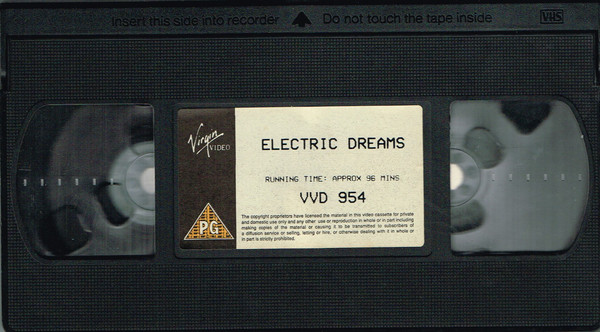 Insert this side into recorder Do not touch the tape inside
VHS
Virgin
VIDEO
ELECTRIC DREAMS
RUNNING TIME: APPROX 96 MINS.
VVD 954
PG
The copyright proprietors have licensed the material in this video cassette for private
and domestic use only and any other use or reproduction in whole or in part including
making copies of the material or causing it to be transmitted to subscribers of
a diffusion service or selling, letting or hire, or otherwise dealing with it in whole or
in part is strictly prohibited.